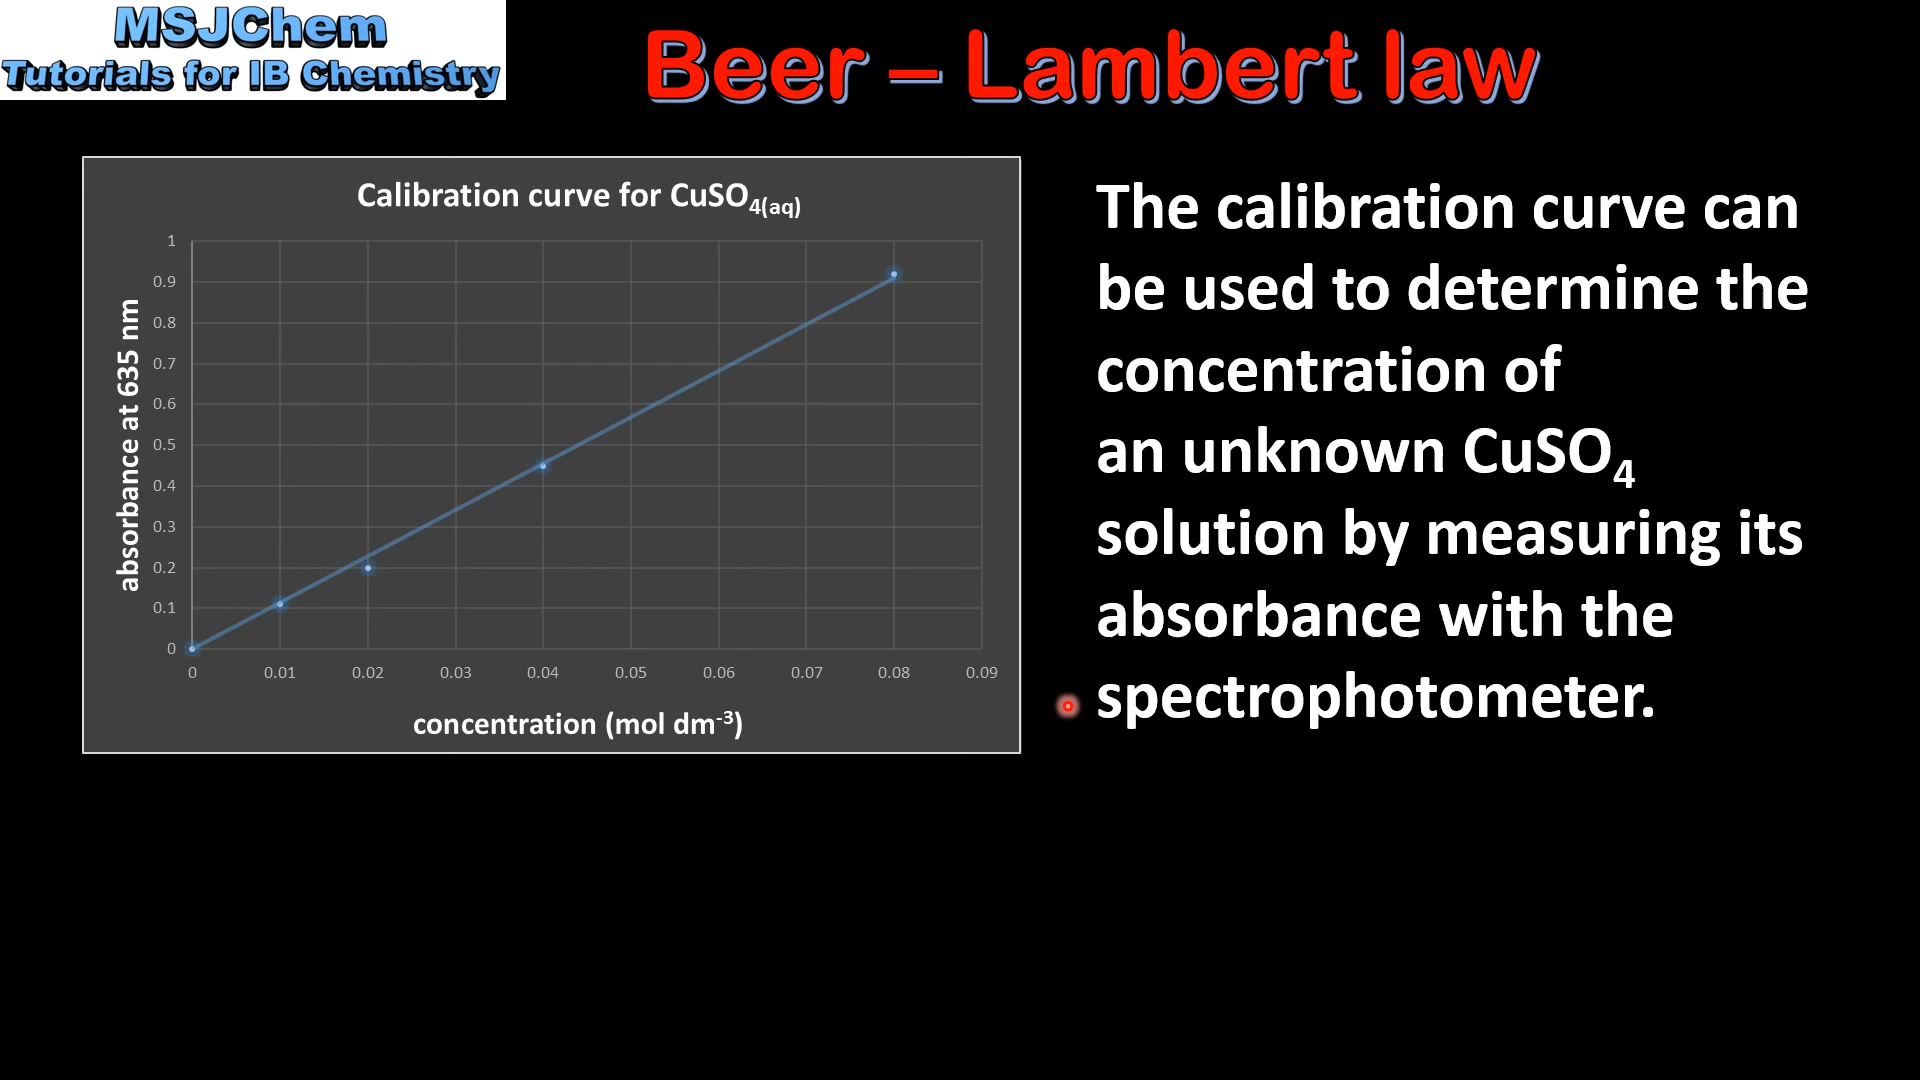 MSJChem
Tutorials for IB Chemistry
Beer – Lambert law
Calibration curve for CuSO₄₍ₐq₎
1
0.9
0.8
0.7
0.6
0.5
0.4
0.3
0.2
0.1
0
absorbance at 635 nm
0 0.01 0.02 0.03 0.04 0.05 0.06 0.07 0.08 0.09
concentration (mol dm⁻³)
The calibration curve can
be used to determine the
concentration of
an unknown CuSO₄
solution by measuring its
absorbance with the
spectrophotometer.